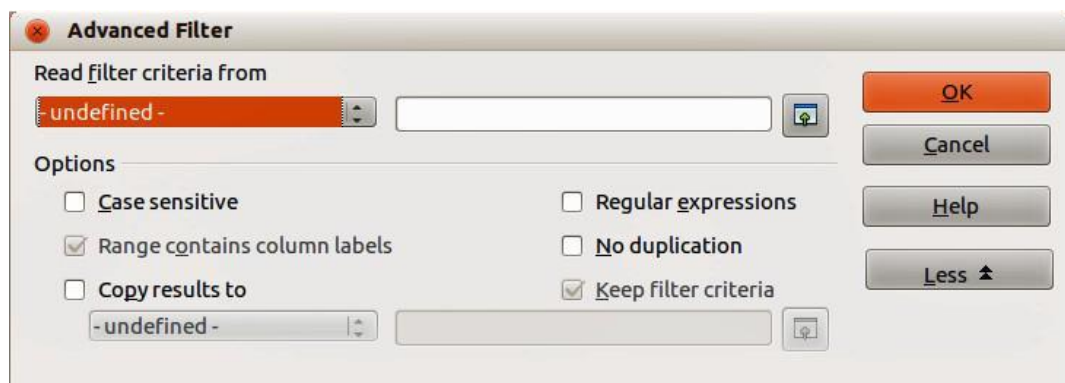 Advanced Filter
Read filter criteria from
- undefined -
OK
Cancel
Options
Case sensitive
Regular expressions
Help
Range contains column labels
No duplication
Less
Copy results to
Keep filter criteria
- undefined -